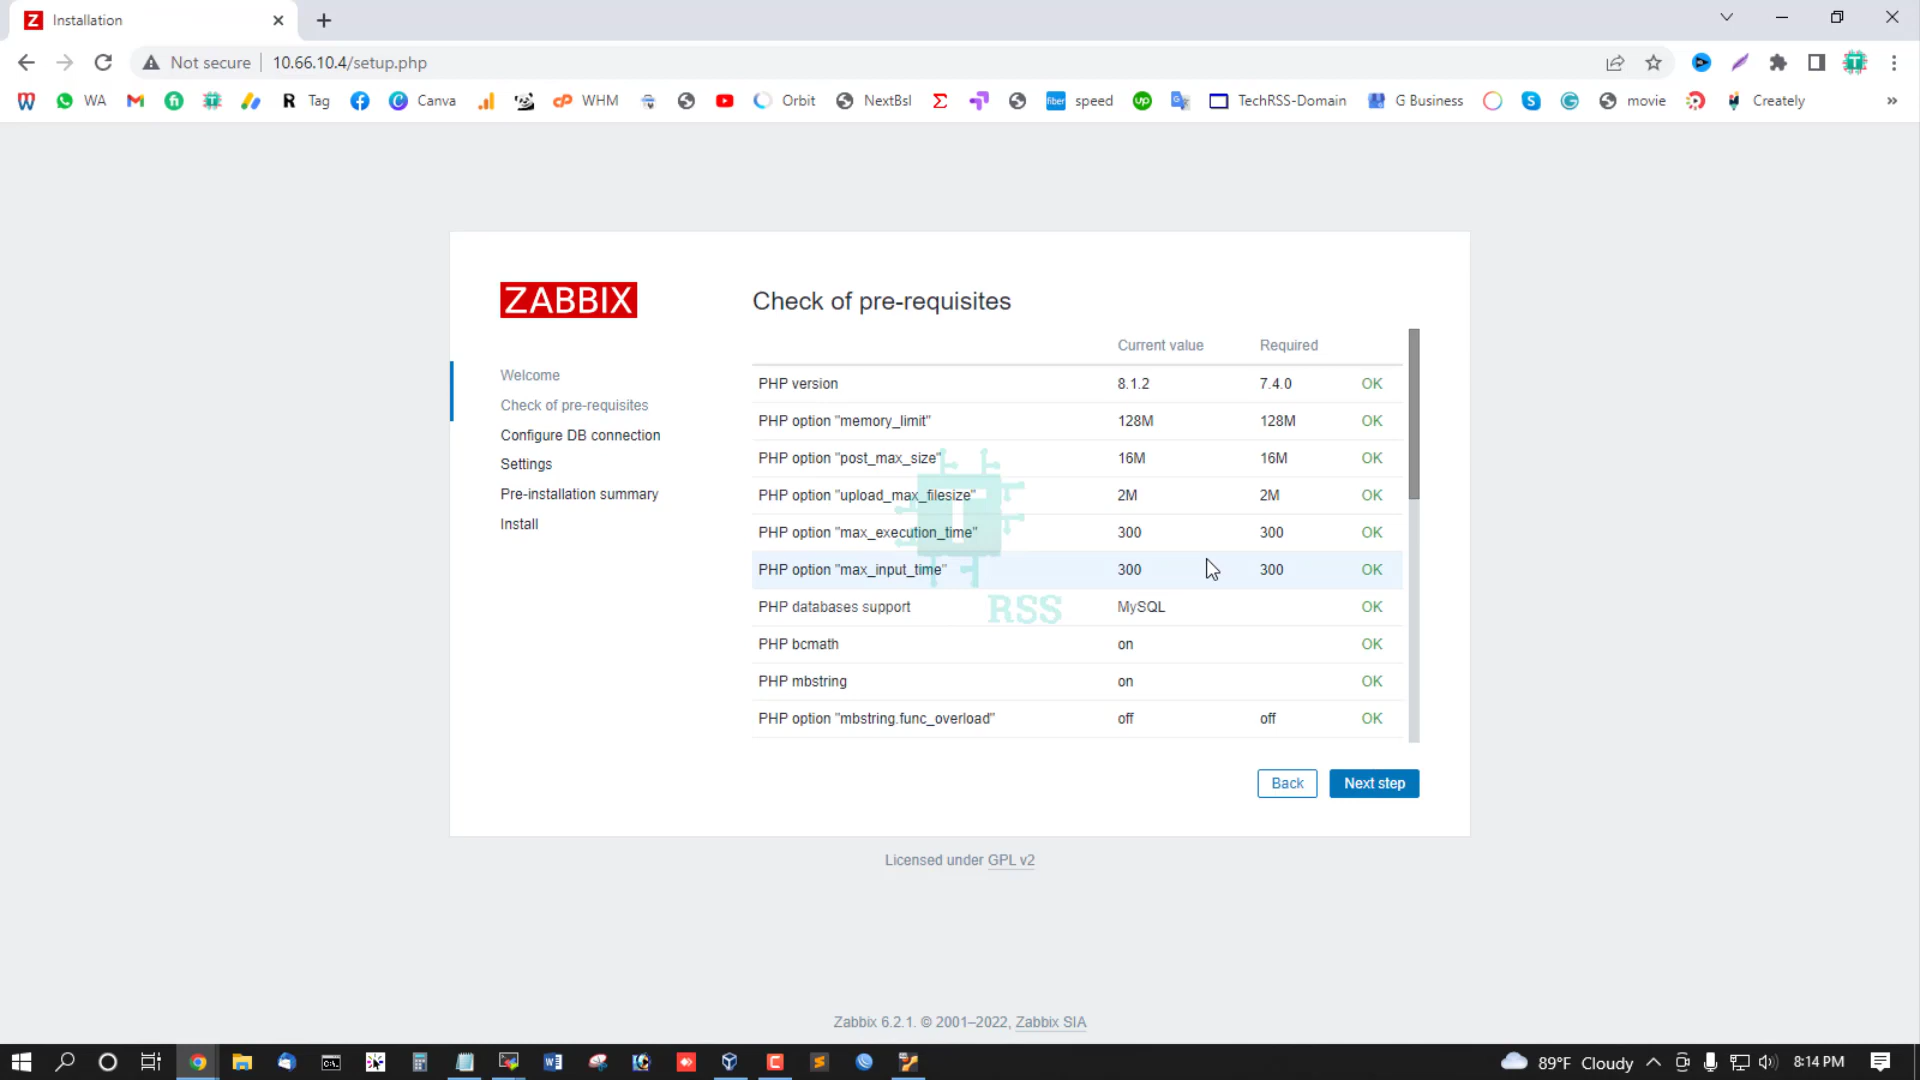 Z Installation
Not secure 10.66.10.4/setup.php
WA R Tag Canva cP WHM Orbit NextBsl fiber speed up TechRSS-Domain G Business movie Creately »
ZABBIX
Welcome
Check of pre-requisites
Configure DB connection
Settings
Pre-installation summary
Install
Check of pre-requisites
Current value Required
PHP version 8.1.2 7.4.0 OK
PHP option "memory_limit" 128M 128M OK
PHP option "post_max_size" 16M 16M OK
PHP option "upload_max_filesize" 2M 2M OK
PHP option "max_execution_time" 300 300 OK
PHP option "max_input_time" 300 300 OK
PHP databases support MySQL OK
PHP bcmath on OK
PHP mbstring on OK
PHP option "mbstring.func_overload" off off OK
T
RSS
Back Next step
Licensed under GPL v2
Zabbix 6.2.1. © 2001–2022, Zabbix SIA
89°F Cloudy 8:14 PM